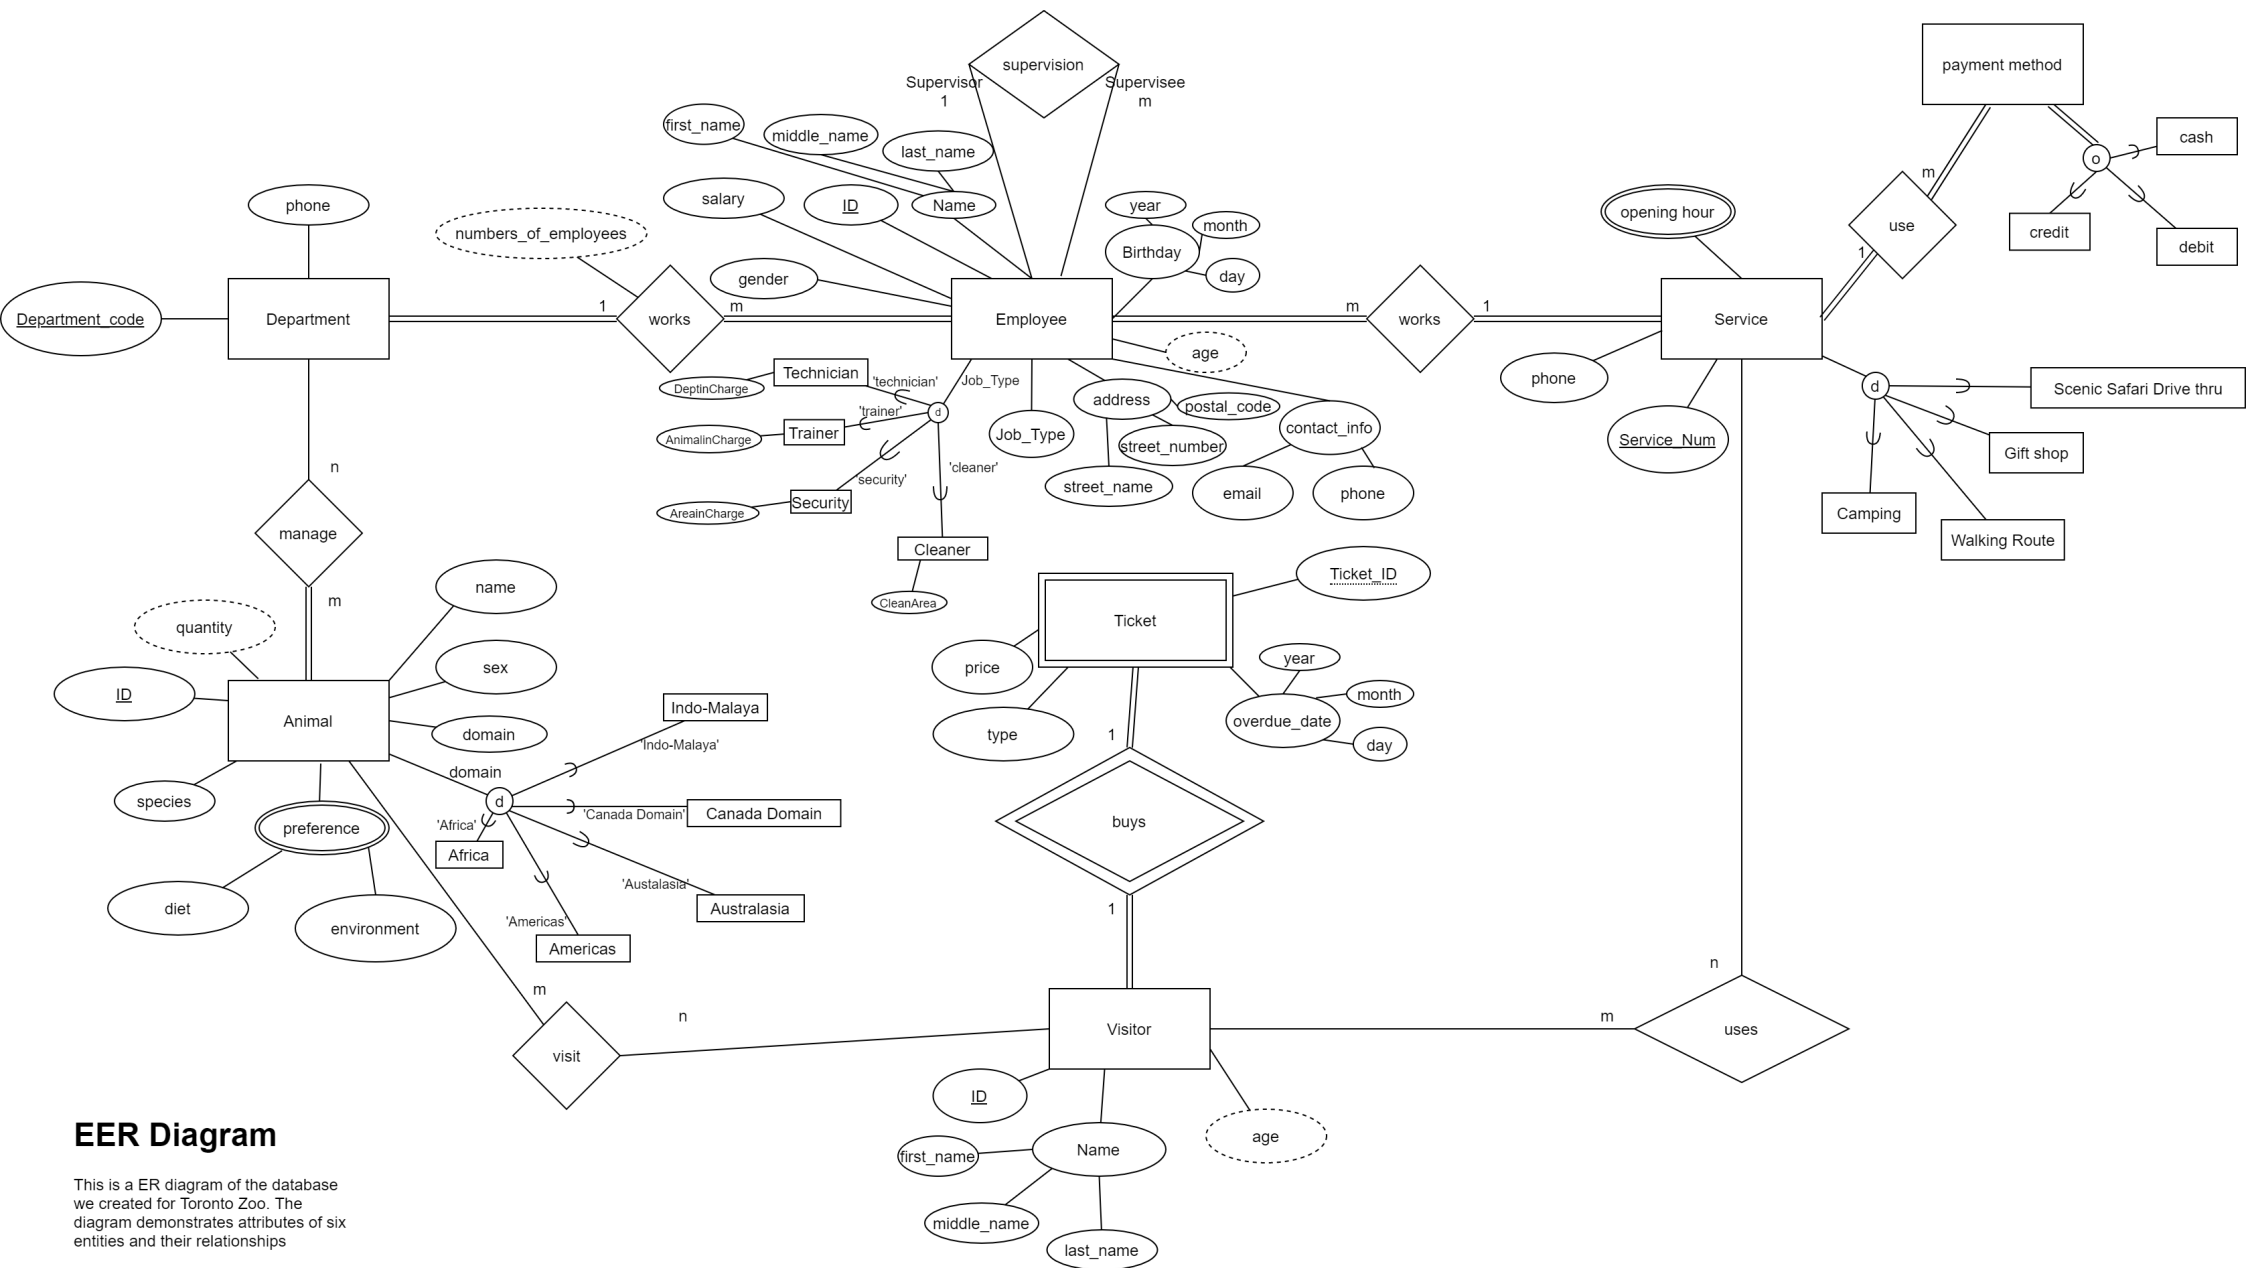 supervision
Supervisor
1
Supervisee
m
payment method
cash
o
credit
debit
m
use
1
first_name
middle_name
last_name
salary
ID
Name
year
month
Birthday
day
opening hour
phone
numbers_of_employees
gender
Department_code
Department
1
works
m
Employee
m
works
1
Service
age
phone
Service_Num
d
Scenic Safari Drive thru
Gift shop
Camping
Walking Route
Technician
'technician'
Job_Type
DeptinCharge
'trainer'
d
Trainer
AnimalinCharge
'security'
'cleaner'
Security
AreainCharge
Cleaner
CleanArea
Job_Type
address
postal_code
street_number
street_name
contact_info
email
phone
n
manage
m
name
quantity
sex
ID
Animal
domain
species
preference
diet
environment
domain
d
Indo-Malaya
'Indo-Malaya'
'Canada Domain'
Canada Domain
'Africa'
Africa
'Austalasia'
Australasia
'Americas'
Americas
Ticket_ID
Ticket
price
type
year
month
overdue_date
day
1
buys
1
m
visit
n
Visitor
m
n
uses
ID
Name
age
first_name
middle_name
last_name
EER Diagram
This is a ER diagram of the database
we created for Toronto Zoo. The
diagram demonstrates attributes of six
entities and their relationships